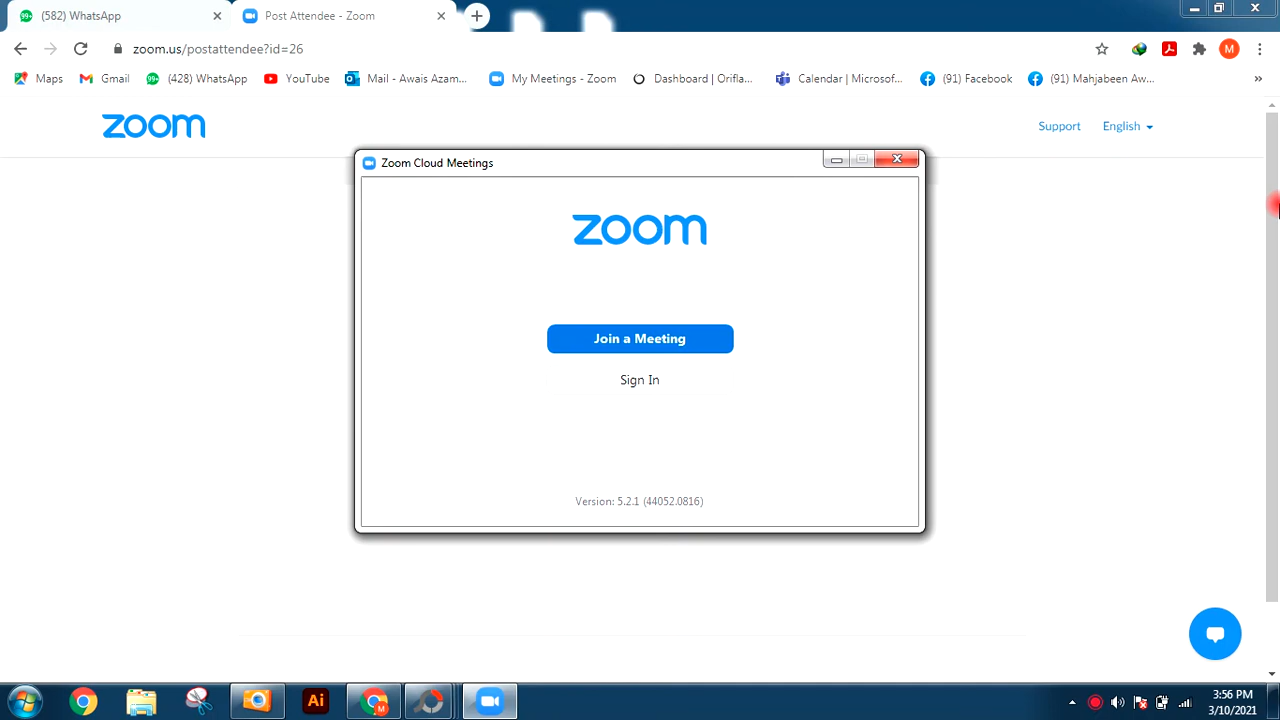 (582) WhatsApp
Post Attendee - Zoom
zoom.us/postattendee?id=26
M
Maps
Gmail
99+
(428) WhatsApp
YouTube
Mail - Awais Azam...
My Meetings - Zoom
Dashboard | Orifla...
Calendar | Microsof...
(91) Facebook
(91) Mahjabeen Aw...
»
zoom
Support
English
Zoom Cloud Meetings
zoom
Join a Meeting
Sign In
Version: 5.2.1 (44052.0816)
Ai
M
3:56 PM
3/10/2021